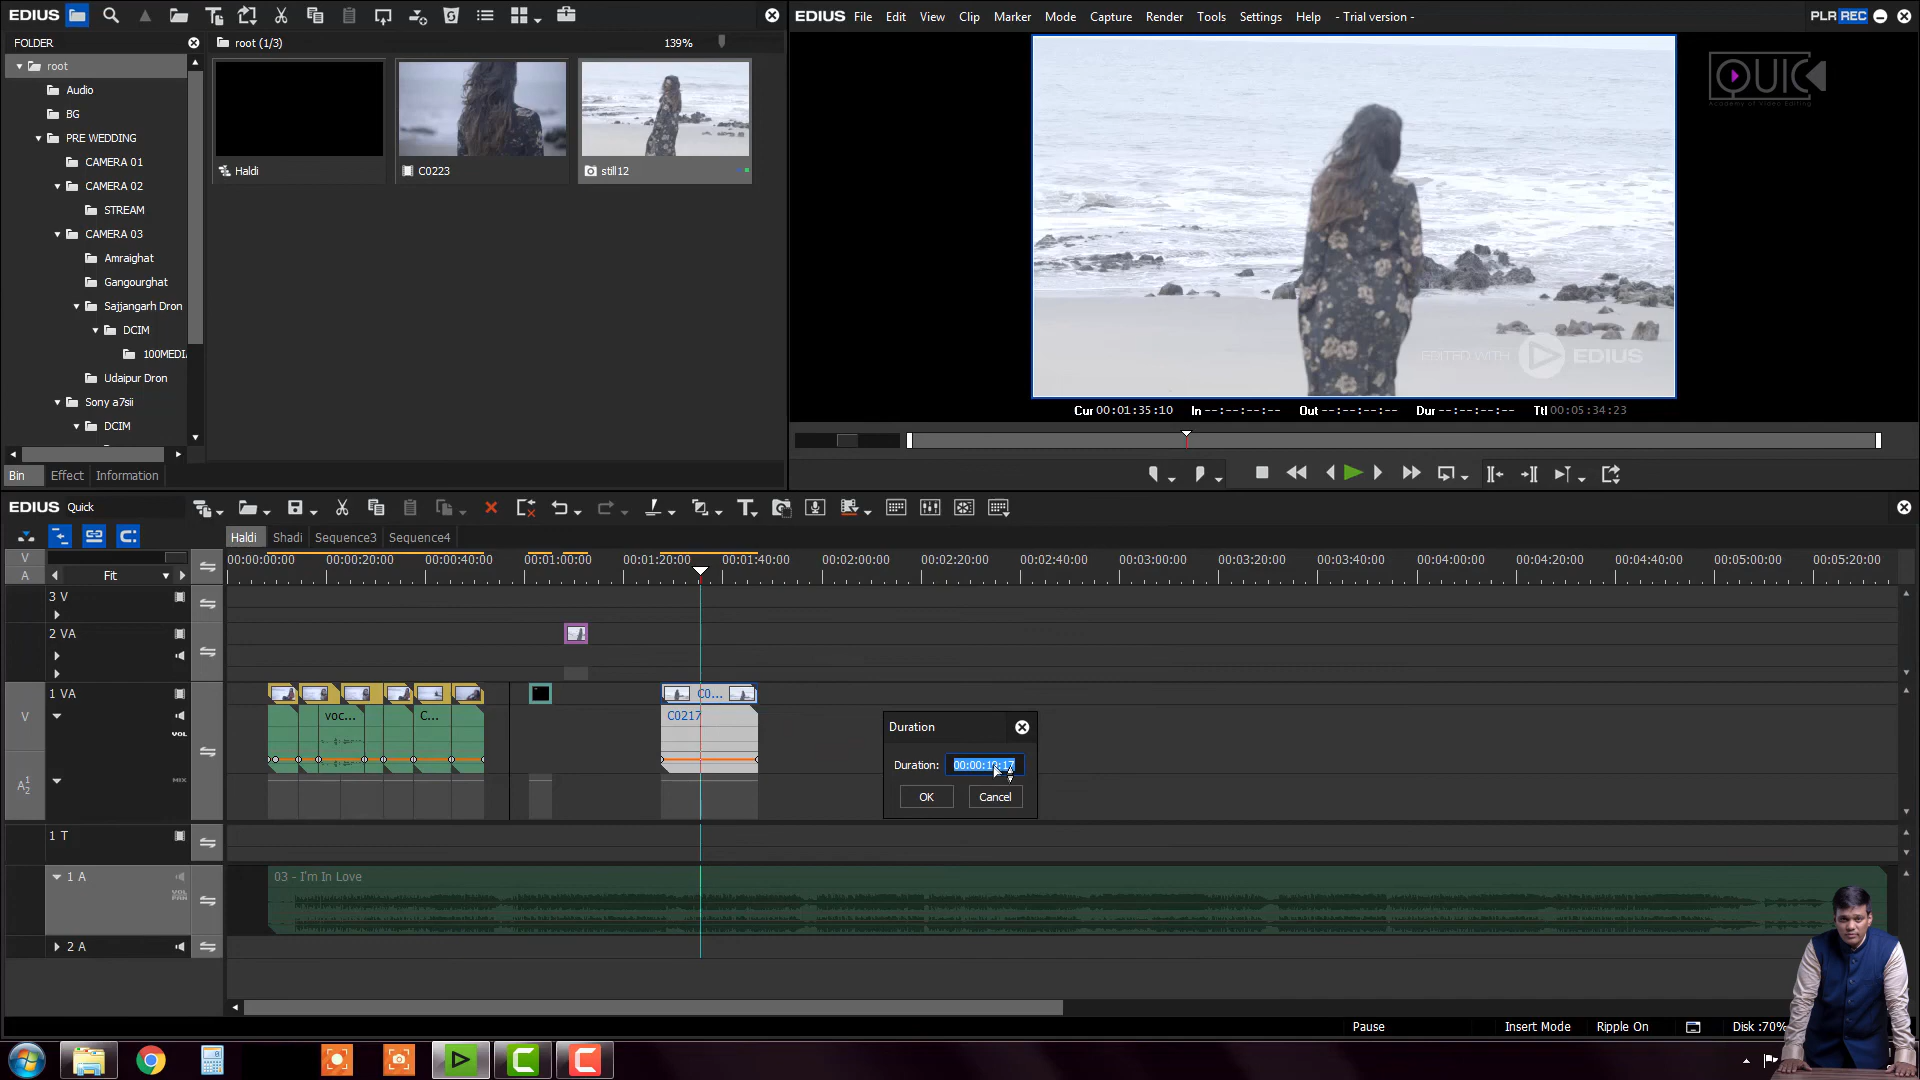 EDIUS
FOLDER
root
Audio
BG
PRE WEDDING
CAMERA 01
CAMERA 02
STREAM
CAMERA 03
Amraighat
Gangourghat
Sajjangarh Dron
DCIM
100MEDI
Udaipur Dron
Sony a7sii
DCIM
Bin Effect Information
root (1/3) 139%
Haldi
C0223
still12
EDIUS File Edit View Clip Marker Mode Capture Render Tools Settings Help - Trial version - PLR REC
QUIC
Academy of Video Editing
EDITED WITH EDIUS
Cur 00:01:35:10 In --:--:--:-- Out --:--:--:-- Dur --:--:--:-- Ttl 00:05:34:23
EDIUS Quick
Haldi Shadi Sequence3 Sequence4
00:00:00:00 00:00:20:00 00:00:40:00 00:01:00:00 00:01:20:00 00:01:40:00 00:02:00:00 00:02:20:00 00:02:40:00 00:03:00:00 00:03:20:00 00:03:40:00 00:04:00:00 00:04:20:00 00:04:40:00 00:05:00:00 00:05:20:00
V
A Fit
3 V
2 VA
1 VA
V
VOL
A12
MIX
C0...
voc... C... C0217
Duration
Duration: 00:00:19:17
OK Cancel
1 T
1 A
VOL
PAN
03 - I'm In Love
2 A
Pause Insert Mode Ripple On Disk :70%